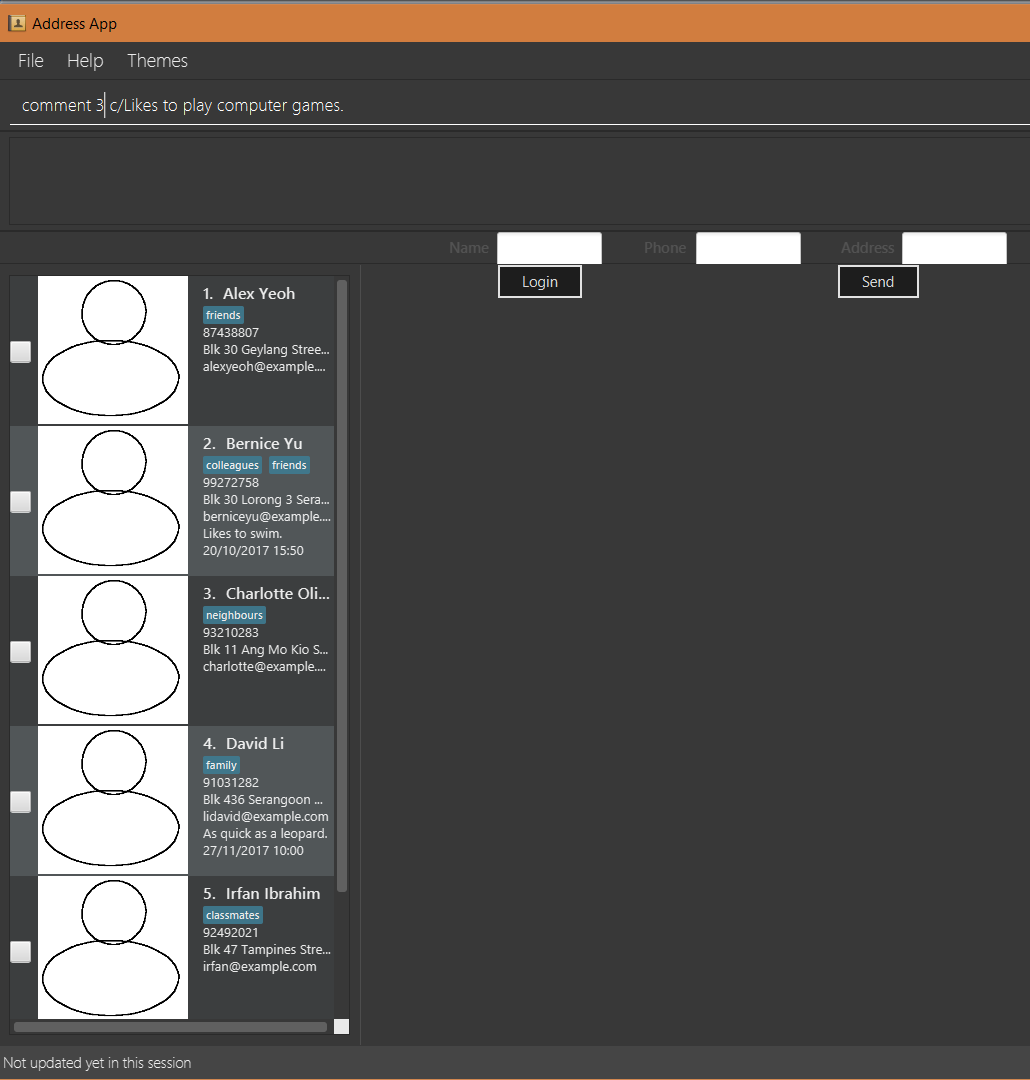 Address App
File Help Themes
comment 3 c/Likes to play computer games.
Name Phone Address
Login Send
1. Alex Yeoh
friends
87438807
Blk 30 Geylang Stree...
alexyeoh@example....
2. Bernice Yu
colleagues friends
99272758
Blk 30 Lorong 3 Sera...
berniceyu@example....
Likes to swim.
20/10/2017 15:50
3. Charlotte Oli...
neighbours
93210283
Blk 11 Ang Mo Kio S...
charlotte@example....
4. David Li
family
91031282
Blk 436 Serangoon ...
lidavid@example.com
As quick as a leopard.
27/11/2017 10:00
5. Irfan Ibrahim
classmates
92492021
Blk 47 Tampines Stre...
irfan@example.com
Not updated yet in this session